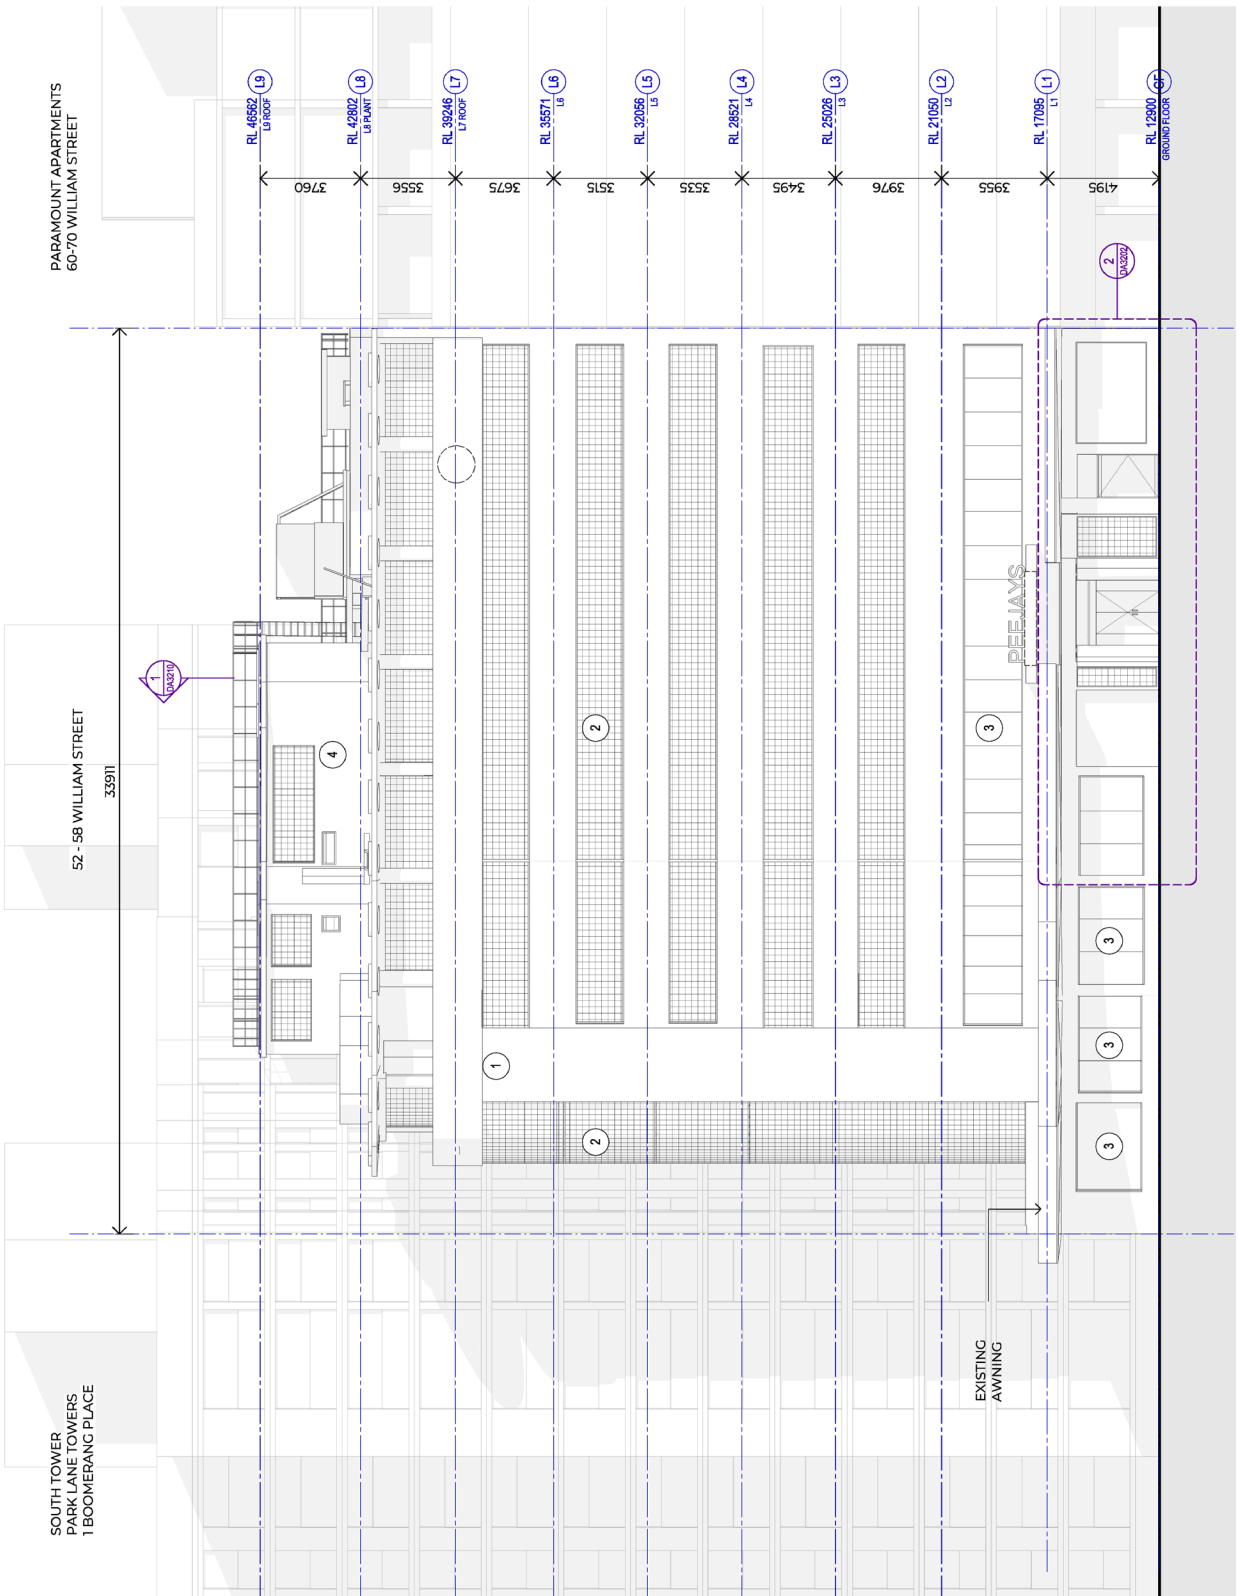 SOUTH TOWER
PARK LANE TOWERS
1 BOOMERANG PLACE
52 - 58 WILLIAM STREET
33911
PARAMOUNT APARTMENTS
60-70 WILLIAM STREET
1
DA3210
RL 46562
L9 ROOF
L9
3760
RL 42802
L8 PLANT
L8
3556
RL 39246
L7 ROOF
L7
3675
RL 35571
L6
L6
3515
RL 32056
L5
L5
3535
RL 28521
L4
L4
3495
RL 25026
L3
L3
3976
RL 21050
L2
L2
3955
RL 17095
L1
L1
4195
RL 12900
GROUND FLOOR
GF
4
1
2
2
3
PEEJAYS
EXISTING
AWNING
3
3
3
2
DA3202